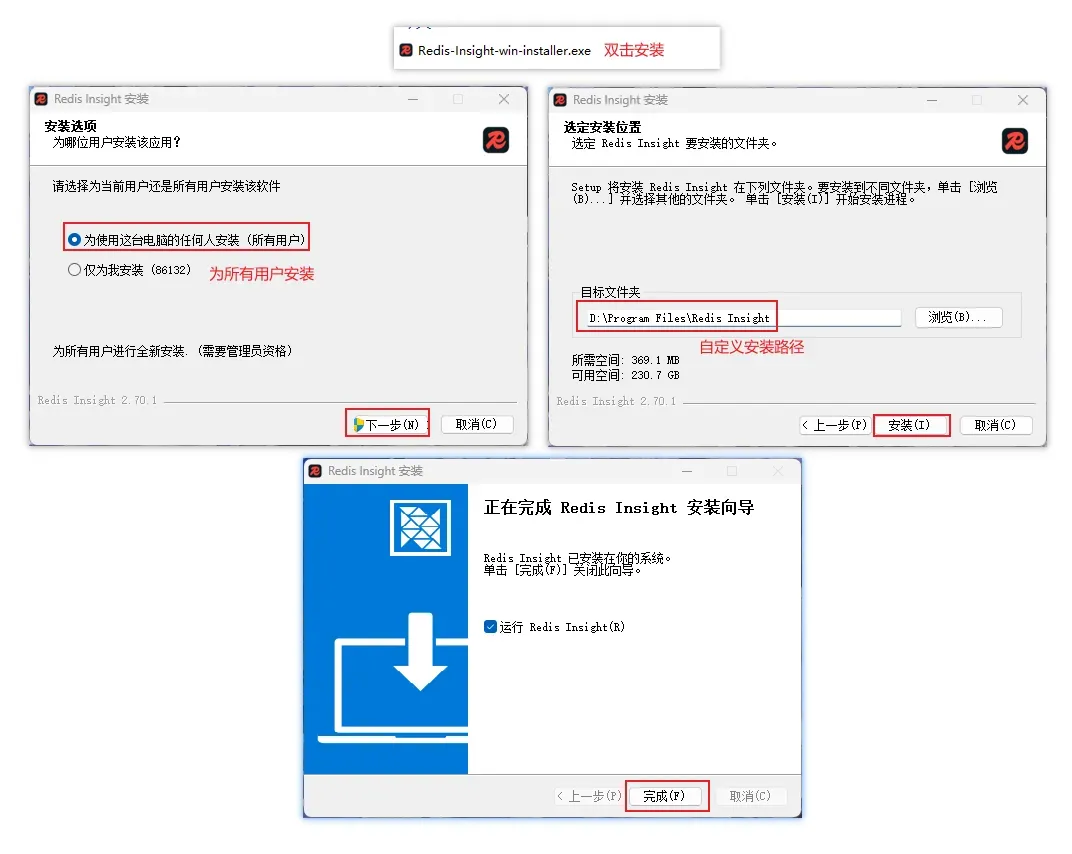 Redis-Insight-win-installer.exe 双击安装
Redis Insight 安装
安装选项
为哪位用户安装该应用？
请选择为当前用户还是所有用户安装该软件
为使用这台电脑的任何人安装（所有用户）
仅为我安装（86132） 为所有用户安装
为所有用户进行全新安装. （需要管理员资格）
Redis Insight 2.70.1
下一步(N) 取消(C)
Redis Insight 安装
选定安装位置
选定 Redis Insight 要安装的文件夹。
Setup 将安装 Redis Insight 在下列文件夹。要安装到不同文件夹，单击 [浏览
(B)...] 并选择其他的文件夹。 单击 [安装(I)] 开始安装进程。
目标文件夹
D:\Program Files\Redis Insight 浏览(B)...
自定义安装路径
所需空间: 369.1 MB
可用空间: 230.7 GB
Redis Insight 2.70.1
< 上一步(P) 安装(I) 取消(C)
Redis Insight 安装
正在完成 Redis Insight 安装向导
Redis Insight 已安装在你的系统。
单击 [完成(F)] 关闭此向导。
运行 Redis Insight(R)
< 上一步(P) 完成(F) 取消(C)